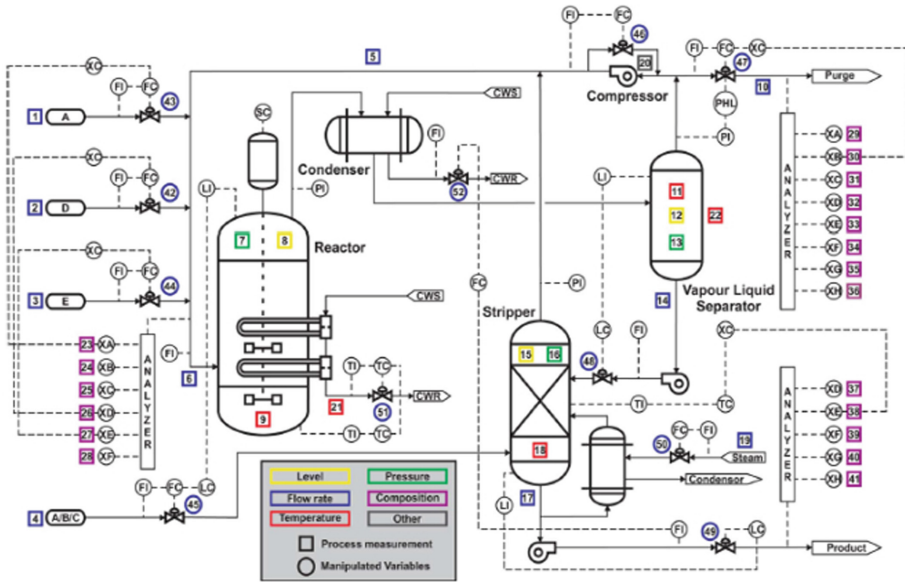 FI FC 46
5
FI FC XC 47
20
Compressor
10
Purge
XC
FI FC 43
1 A
SC
CWS
Condenser
FI
CWR
52
PHL
PI
XC
FI FC 42
2 D
LI
PI
LI
11
12
13
22
XA 29
XB 30
XC 31
XD 32
XE 33
XF 34
XG 35
XH 36
ANALYZER
7 8
Reactor
XC
FI FC 44
3 E
CWS
FC
PI
14
Vapour Liquid
Separator
Stripper
23 XA
24 XB
25 XC
26 XD
27 XE
28 XF
ANALYZER
FI
6
LC FI
XC
15 16
48
TI TC
21
51
CWR
9
TI TC
TI TC
XD 37
XE 38
XF 39
XG 40
XH 41
ANALYZER
18
50 FC FI 19
Steam
Condensor
FI FC LC
45
4 A/B/C
LI 17
FI 49 LC
Product
Level Pressure
Flow rate Composition
Temperature Other
Process measurement
Manipulated Variables